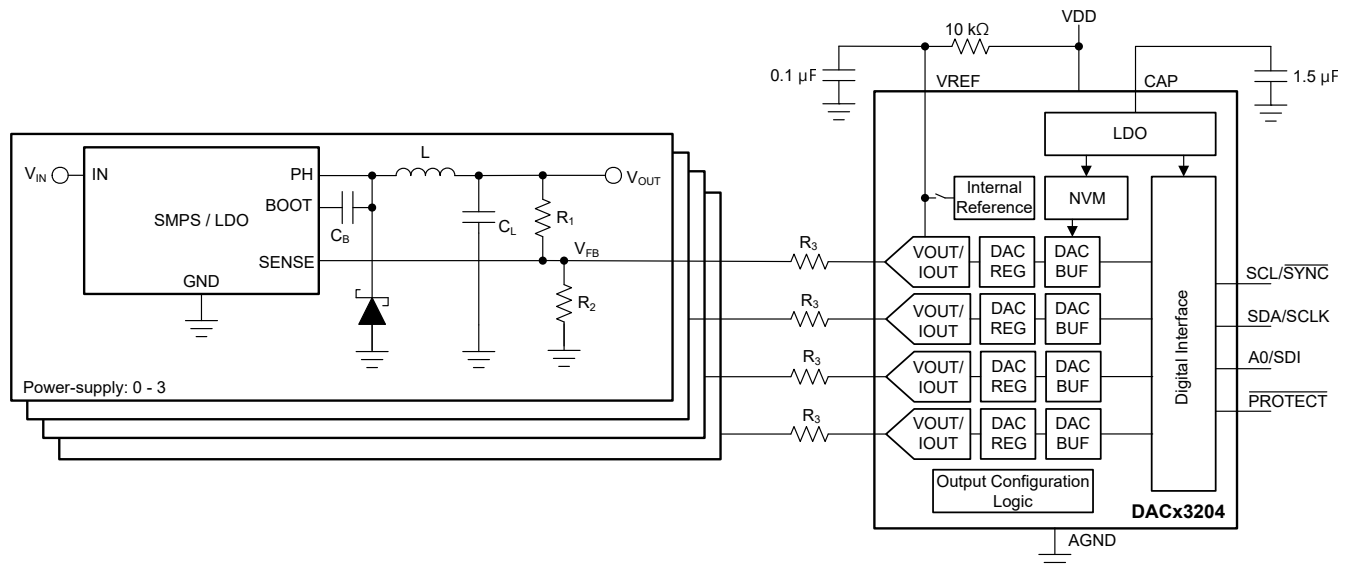 VDD
10 kΩ
0.1 µF
VREF
CAP
1.5 µF
LDO
Internal
Reference
NVM
VIN
IN
PH
BOOT
SENSE
GND
SMPS / LDO
L
CB
CL
R1
R2
VOUT
VFB
Power-supply: 0 - 3
R3
R3
R3
R3
VOUT/
IOUT
DAC
REG
DAC
BUF
VOUT/
IOUT
DAC
REG
DAC
BUF
VOUT/
IOUT
DAC
REG
DAC
BUF
VOUT/
IOUT
DAC
REG
DAC
BUF
Digital Interface
SCL/SYNC
SDA/SCLK
A0/SDI
PROTECT
Output Configuration
Logic
DACx3204
AGND